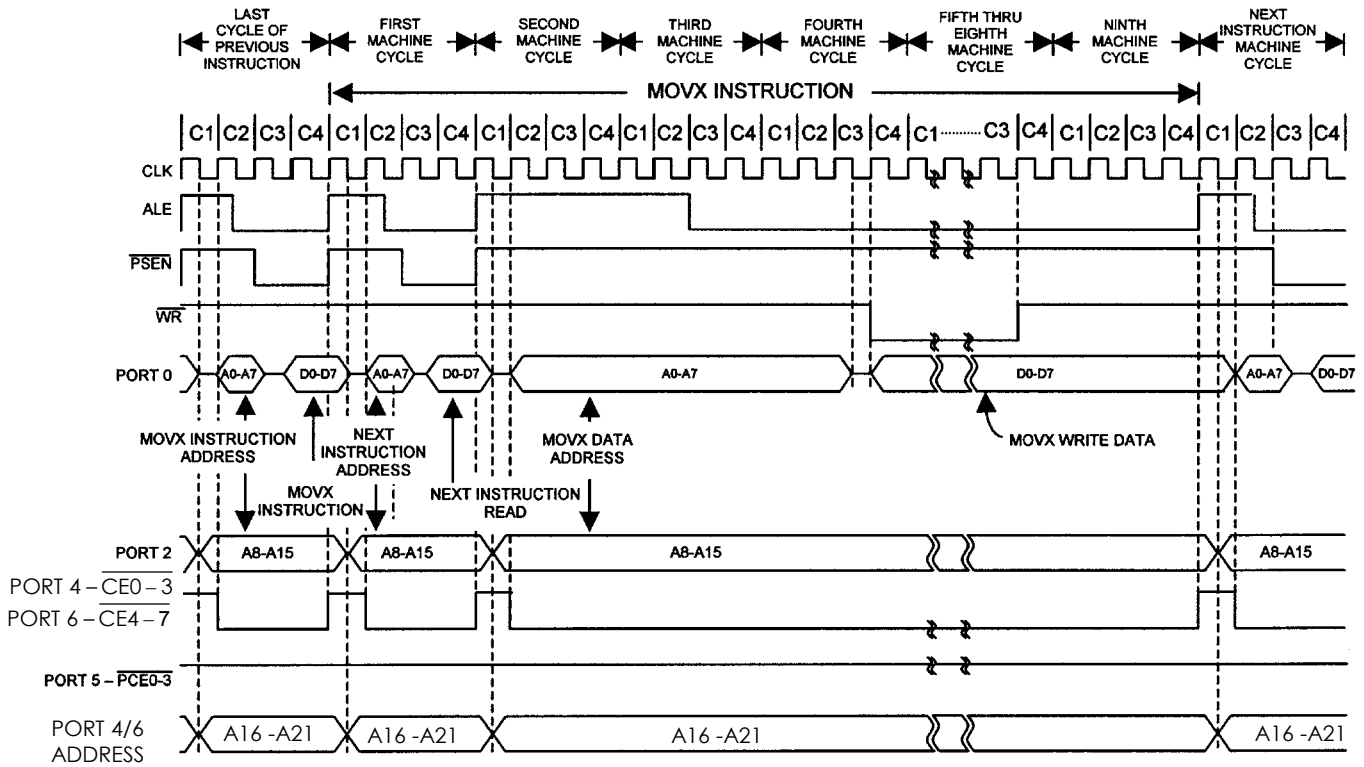 LAST
CYCLE OF
PREVIOUS
INSTRUCTION
FIRST
MACHINE
CYCLE
SECOND
MACHINE
CYCLE
THIRD
MACHINE
CYCLE
FOURTH
MACHINE
CYCLE
FIFTH THRU
EIGHTH
MACHINE
CYCLE
NINTH
MACHINE
CYCLE
NEXT
INSTRUCTION
MACHINE
CYCLE
MOVX INSTRUCTION
C1 C2 C3 C4 C1 C2 C3 C4 C1 C2 C3 C4 C1 C2 C3 C4 C1 C2 C3 C4 C1..........C3 C4 C1 C2 C3 C4 C1 C2 C3 C4
CLK
ALE
PSEN
WR
PORT 0 A0-A7 D0-D7 A0-A7 D0-D7 A0-A7 D0-D7 A0-A7 D0-D7
MOVX INSTRUCTION
ADDRESS
NEXT
INSTRUCTION
ADDRESS
MOVX DATA
ADDRESS
MOVX WRITE DATA
MOVX
INSTRUCTION
NEXT INSTRUCTION
READ
PORT 2 A8-A15 A8-A15 A8-A15 A8-A15
PORT 4 – CE0 – 3
PORT 6 – CE4 – 7
PORT 5 – PCE0-3
PORT 4/6
ADDRESS
A16 -A21 A16 -A21 A16 -A21 A16 -A21